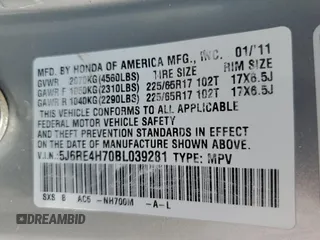 MFD. BY HONDA OF AMERICA MFG., INC. 01/'11
GVWR 2070KG(4560LBS) TIRE SIZE RIM SIZE
GAWR F 1050KG(2310LBS) 225/65R17 102T 17X6.5J
GAWR R 1040KG(2290LBS) 225/65R17 102T 17X6.5J
THIS VEHICLE CONFORMS TO ALL APPLICABLE
FEDERAL MOTOR VEHICLE SAFETY AND
THEFT PREVENTION STANDARDS IN EFFECT
ON THE DATE OF MANUFACTURE SHOWN ABOVE.
V.I.N. 5J6RE4H70BL039281 TYPE: MPV
SXS B AC5 -NH700M -A-L
DREAMBID